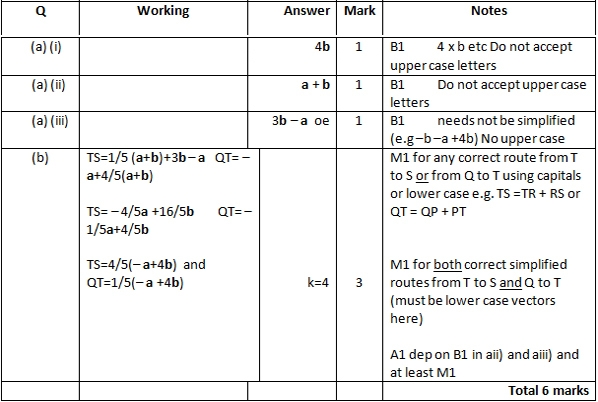 Q Working Answer Mark Notes
(a) (i) 4b 1 B1 4 x b etc Do not accept
upper case letters
(a) (ii) a + b 1 B1 Do not accept upper case
letters
(a) (iii) 3b – a oe 1 B1 needs not be simplified
(e.g –b –a +4b) No upper case
(b) TS=1/5 (a+b)+3b – a QT= –
a+4/5(a+b)
TS= – 4/5a +16/5b QT= –
1/5a+4/5b
TS=4/5(– a+4b) and
QT=1/5(– a +4b)
k=4 3
M1 for any correct route from T
to S or from Q to T using capitals
or lower case e.g. TS =TR + RS or
QT = QP + PT
M1 for both correct simplified
routes from T to S and Q to T
(must be lower case vectors
here)
A1 dep on B1 in aii) and aiii) and
at least M1
Total 6 marks